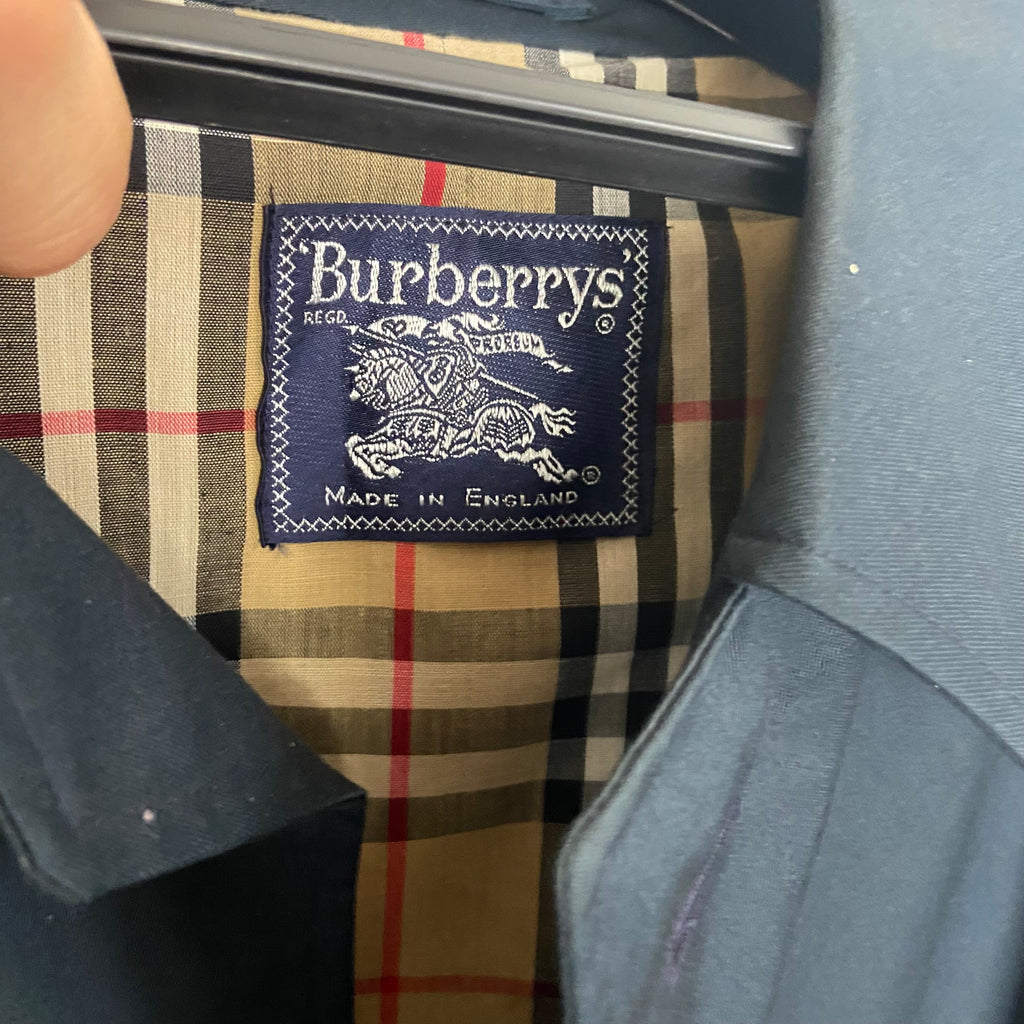 'Burberrys'
REGD. ®
PRORSUM
®
MADE IN ENGLAND